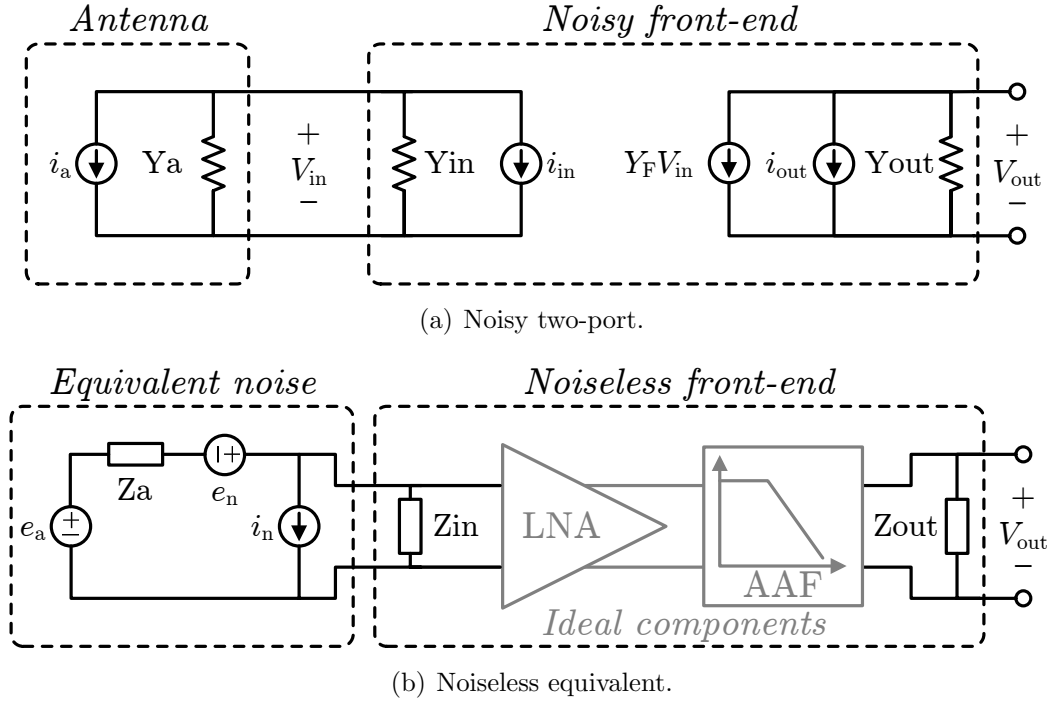 Antenna
Noisy front-end
i_a
Ya
+
V_in
−
Yin
i_in
Y_F V_in
i_out
Yout
+
V_out
−
(a) Noisy two-port.
Equivalent noise
Noiseless front-end
e_a
+
−
Za
−+
e_n
i_n
Zin
LNA
AAF
Zout
+
V_out
−
Ideal components
(b) Noiseless equivalent.